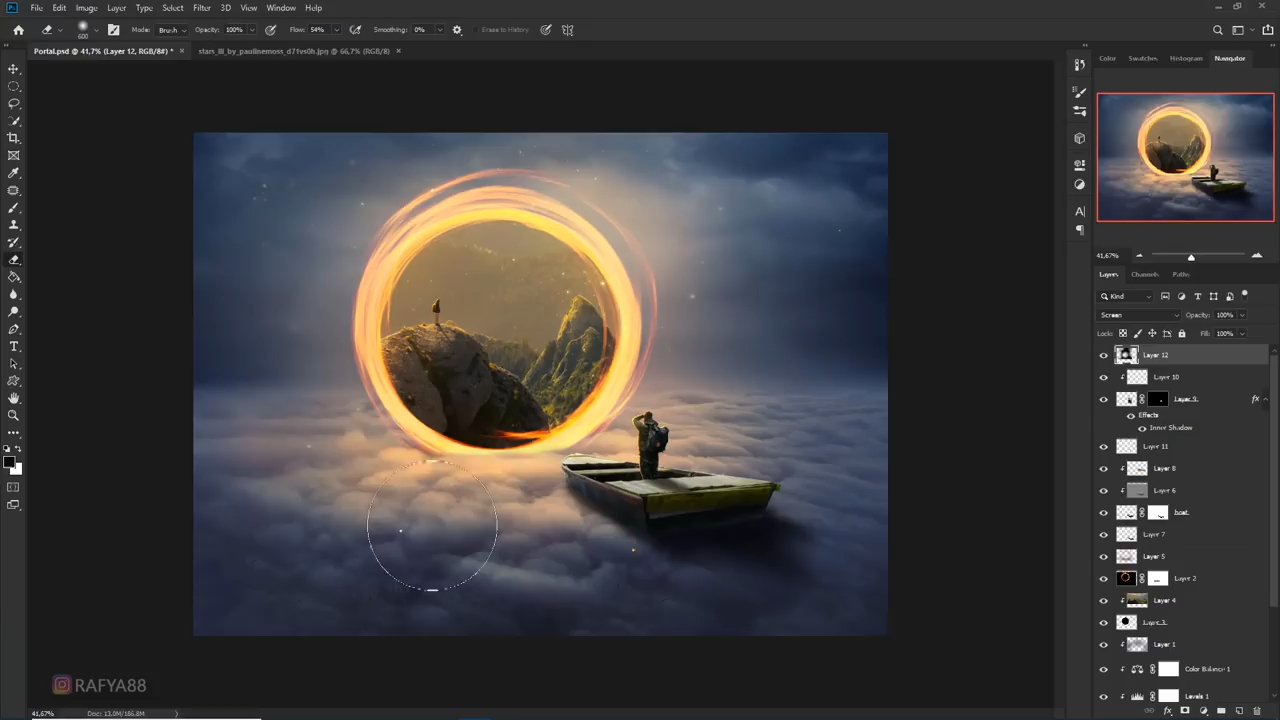 Ps File Edit Image Layer Type Select Filter 3D View Window Help
600 Mode: Brush Opacity: 100% Flow: 54% Smoothing: 0% Erase to History
Portal.psd @ 41,7% (Layer 12, RGB/8#) * × stars_iii_by_paulinemoss_d71vs0h.jpg @ 66,7% (RGB/8) ×
Color Swatches Histogram Navigator
41,67%
Layers Channels Paths
Kind
Screen Opacity: 100%
Lock: Fill: 100%
Layer 12
Layer 10
Layer 9 fx
Effects
Inner Shadow
Layer 11
Layer 8
Layer 6
boat
Layer 7
Layer 5
Layer 2
Layer 4
Layer 3
Layer 1
Color Balance 1
Levels 1
RAFYA88
41,67% Doc: 13,0M/186,8M